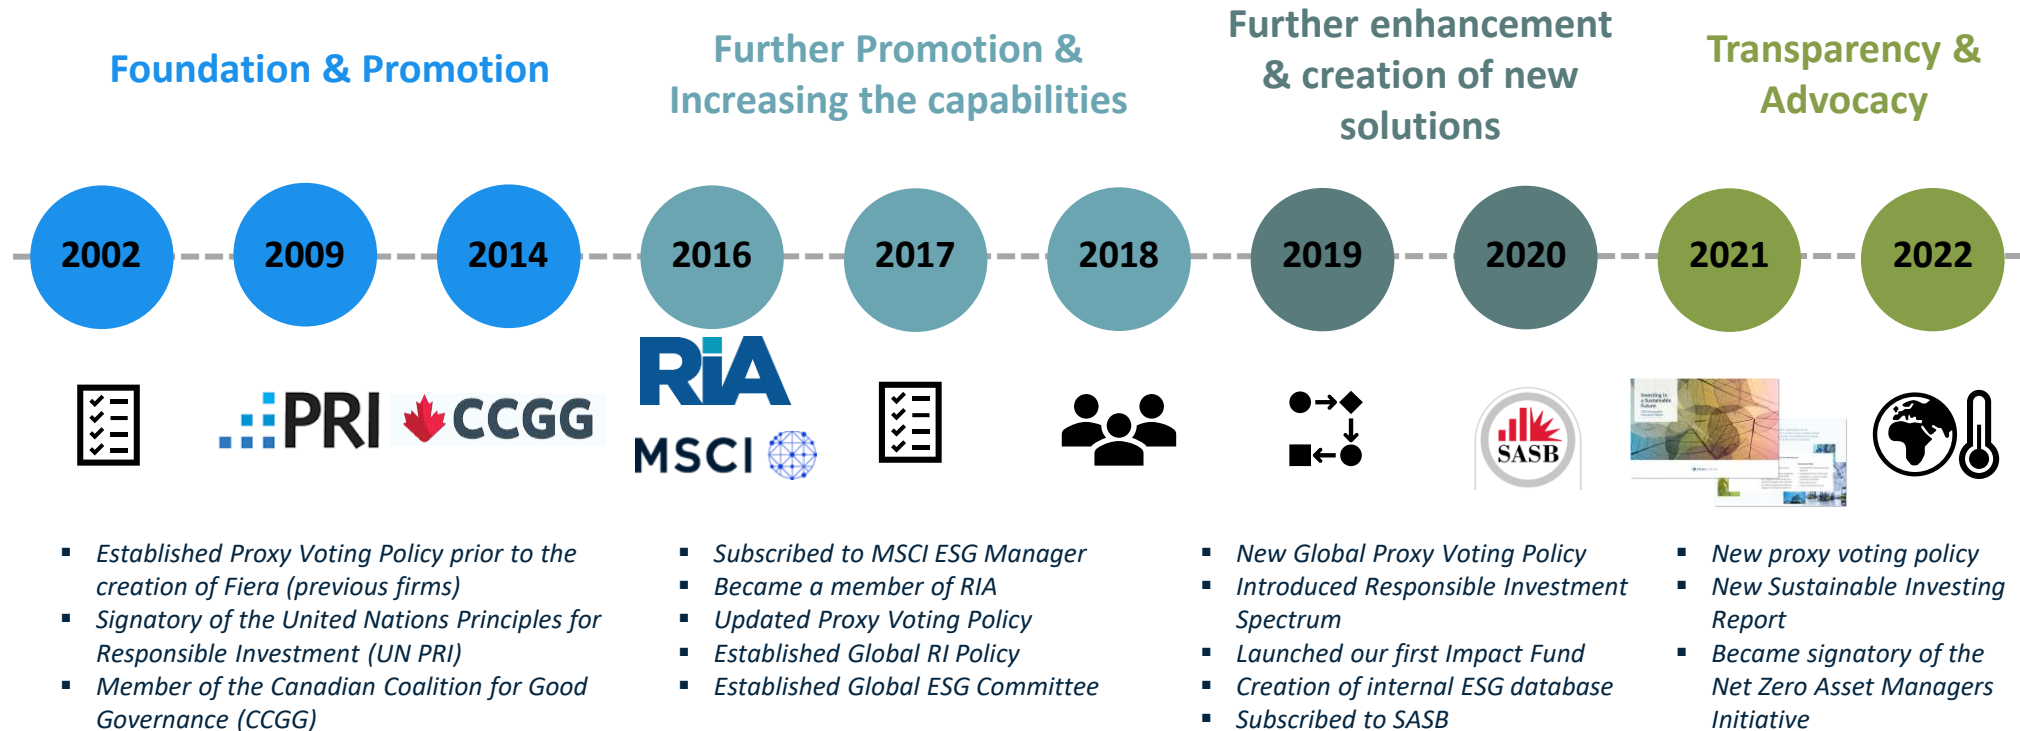 Foundation & Promotion
Further Promotion &
Increasing the capabilities
Further enhancement
& creation of new
solutions
Transparency &
Advocacy
2002
2009
2014
2016
2017
2018
2019
2020
2021
2022
PRI
CCGG
RiA
MSCI
SASB
Investing in
a Sustainable
Future
▪ Established Proxy Voting Policy prior to the
creation of Fiera (previous firms)
▪ Signatory of the United Nations Principles for
Responsible Investment (UN PRI)
▪ Member of the Canadian Coalition for Good
Governance (CCGG)
▪ Subscribed to MSCI ESG Manager
▪ Became a member of RIA
▪ Updated Proxy Voting Policy
▪ Established Global RI Policy
▪ Established Global ESG Committee
▪ New Global Proxy Voting Policy
▪ Introduced Responsible Investment
Spectrum
▪ Launched our first Impact Fund
▪ Creation of internal ESG database
▪ Subscribed to SASB
▪ New proxy voting policy
▪ New Sustainable Investing
Report
▪ Became signatory of the
Net Zero Asset Managers
Initiative